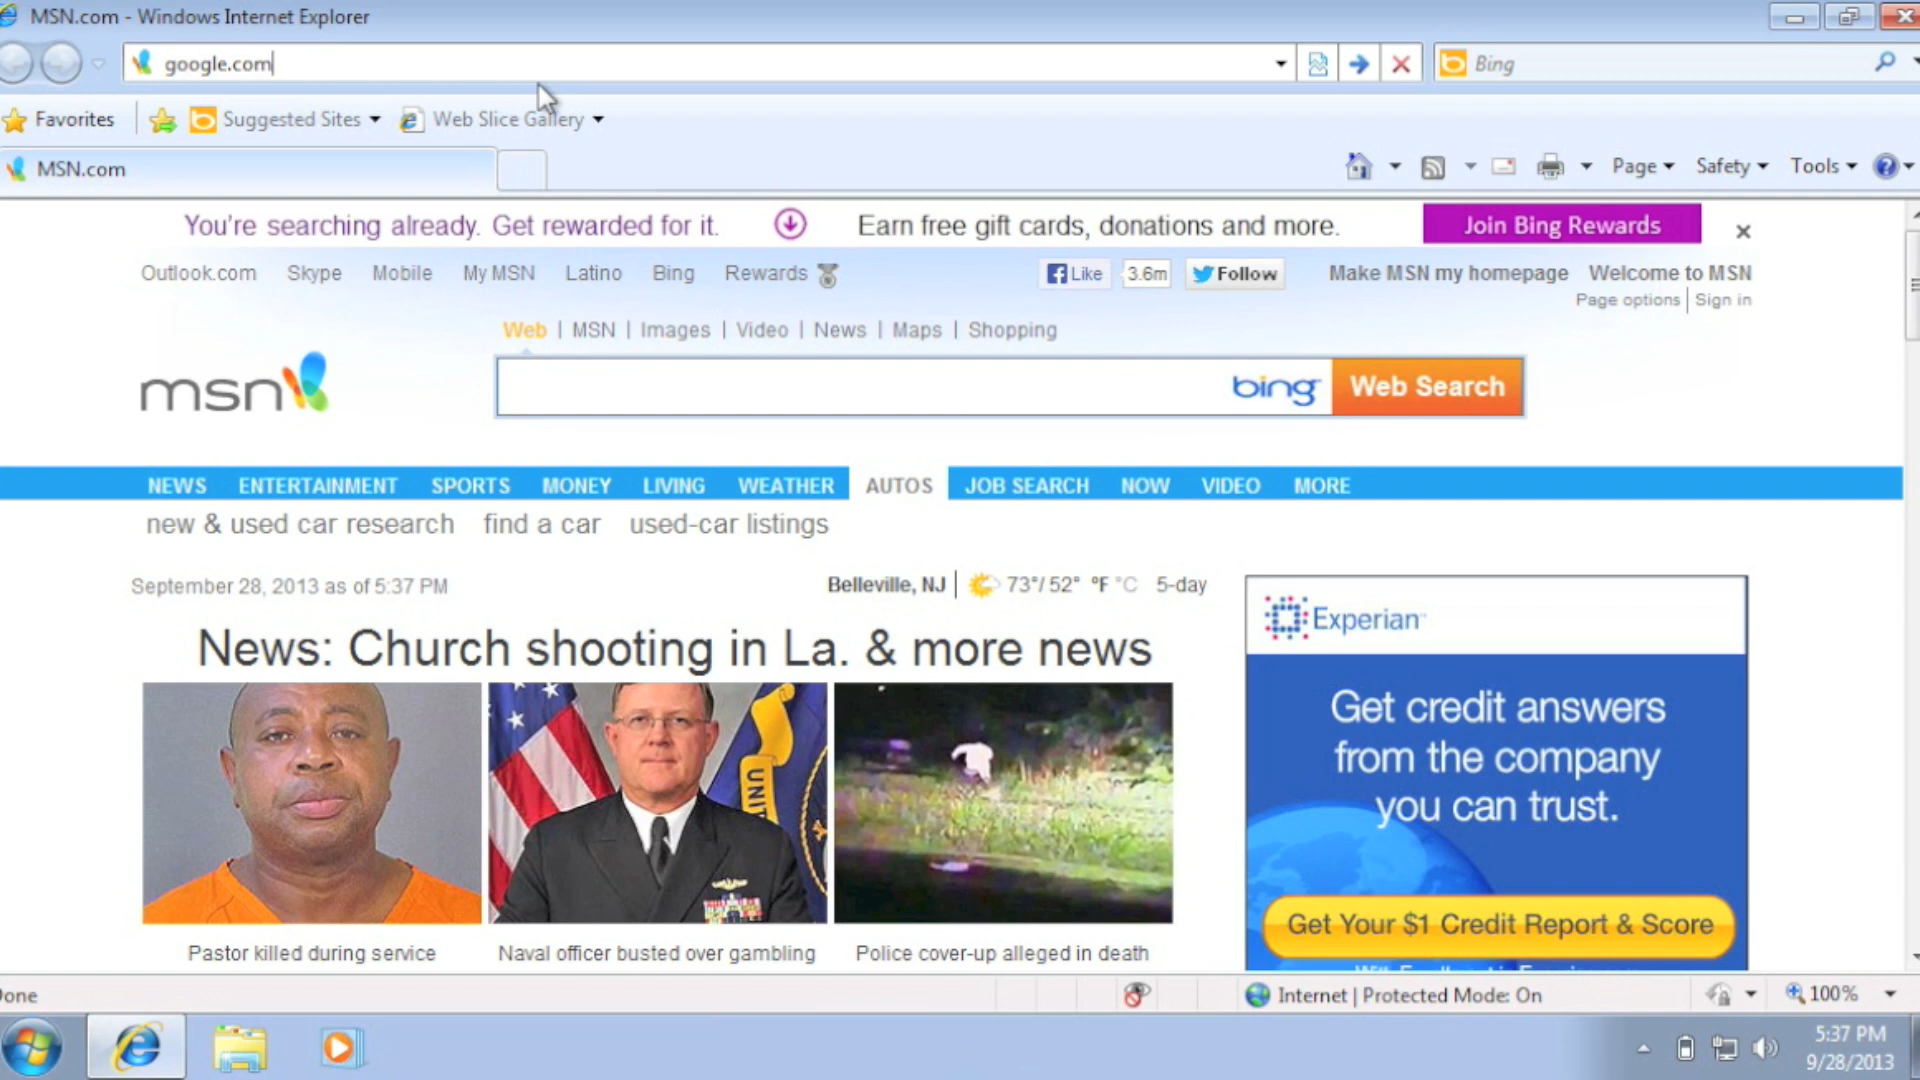 MSN.com - Windows Internet Explorer
google.com
Bing
Favorites
Suggested Sites
Web Slice Gallery
MSN.com
Page
Safety
Tools
You're searching already. Get rewarded for it.
Earn free gift cards, donations and more.
Join Bing Rewards
Outlook.com Skype Mobile My MSN Latino Bing Rewards
Like 3.6m Follow
Make MSN my homepage Welcome to MSN
Page options | Sign in
Web | MSN | Images | Video | News | Maps | Shopping
msn
bing
Web Search
NEWS ENTERTAINMENT SPORTS MONEY LIVING WEATHER AUTOS JOB SEARCH NOW VIDEO MORE
new & used car research find a car used-car listings
September 28, 2013 as of 5:37 PM
Belleville, NJ | 73°/52° °F °C 5-day
News: Church shooting in La. & more news
UNIT
Pastor killed during service
Naval officer busted over gambling
Police cover-up alleged in death
Experian
Get credit answers
from the company
you can trust.
Get Your $1 Credit Report & Score
one
Internet | Protected Mode: On
100%
5:37 PM
9/28/2013